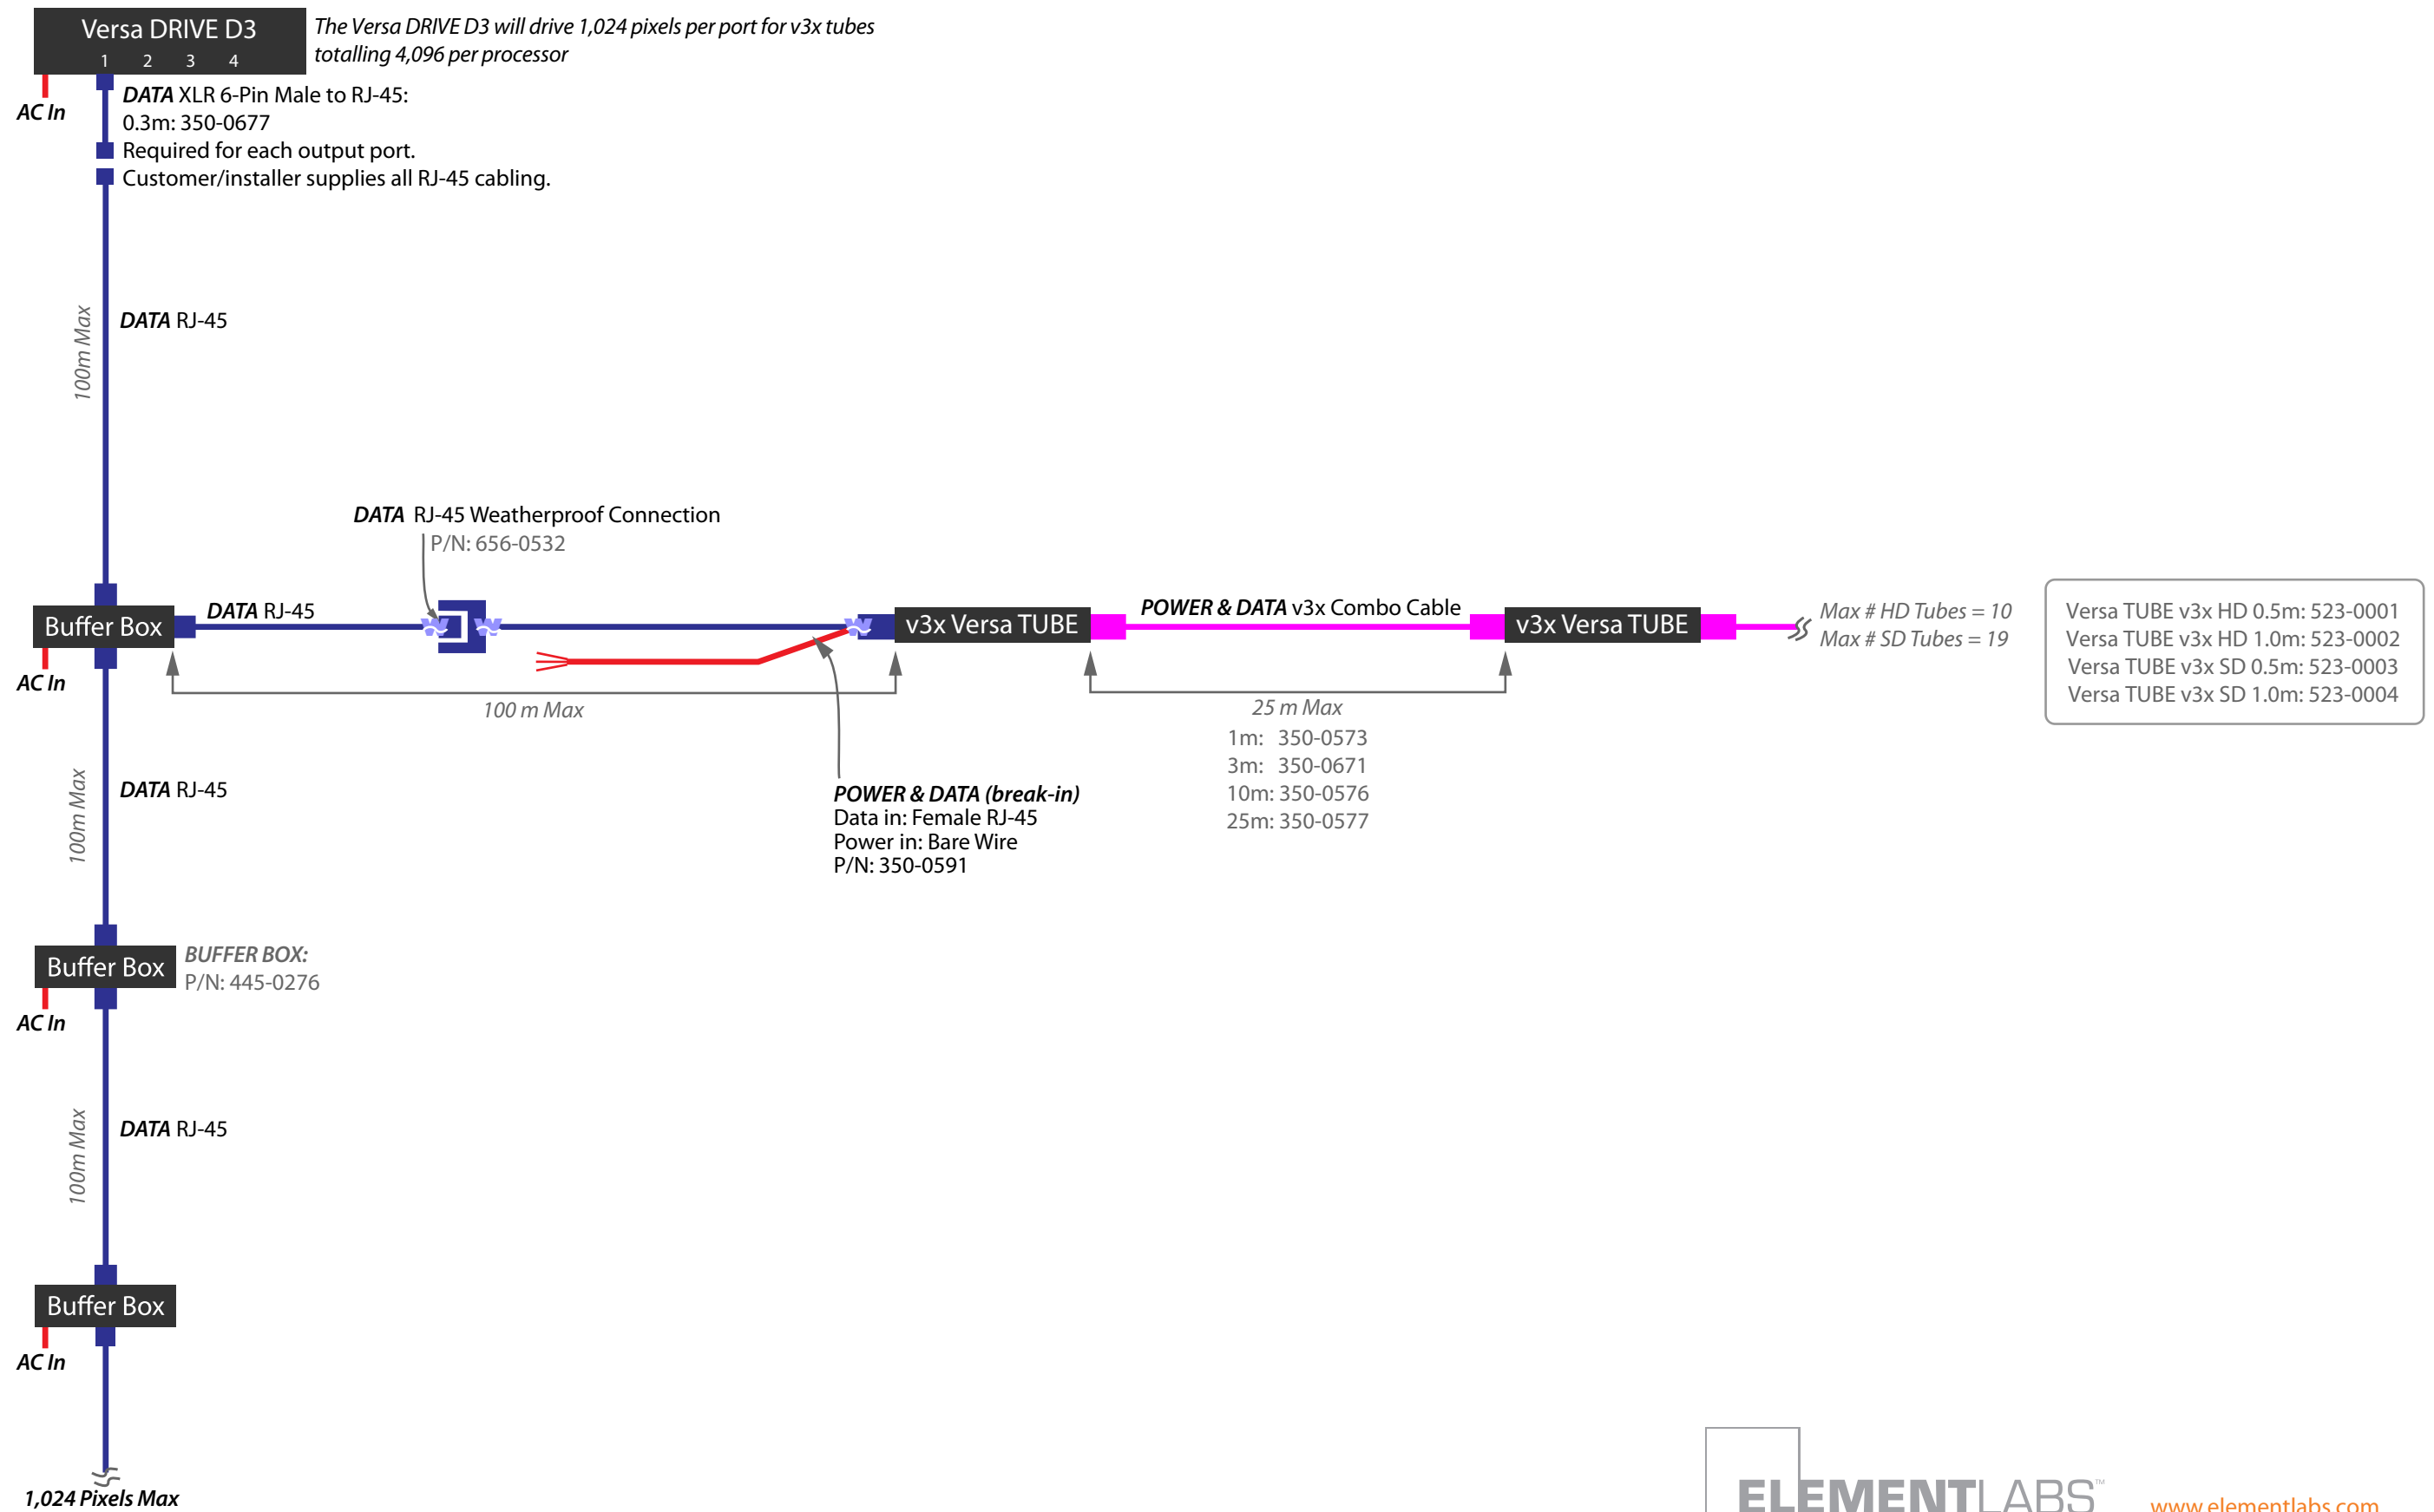 Versa DRIVE D3
1 2 3 4
The Versa DRIVE D3 will drive 1,024 pixels per port for v3x tubes
totalling 4,096 per processor
AC In
DATA XLR 6-Pin Male to RJ-45:
0.3m: 350-0677
Required for each output port.
Customer/installer supplies all RJ-45 cabling.
100m Max
DATA RJ-45
DATA RJ-45 Weatherproof Connection
P/N: 656-0532
Buffer Box
DATA RJ-45
v3x Versa TUBE
POWER & DATA v3x Combo Cable
v3x Versa TUBE
Max # HD Tubes = 10
Max # SD Tubes = 19
Versa TUBE v3x HD 0.5m: 523-0001
Versa TUBE v3x HD 1.0m: 523-0002
Versa TUBE v3x SD 0.5m: 523-0003
Versa TUBE v3x SD 1.0m: 523-0004
AC In
100 m Max
25 m Max
1m: 350-0573
3m: 350-0671
10m: 350-0576
25m: 350-0577
100m Max
DATA RJ-45
POWER & DATA (break-in)
Data in: Female RJ-45
Power in: Bare Wire
P/N: 350-0591
Buffer Box
BUFFER BOX:
P/N: 445-0276
AC In
100m Max
DATA RJ-45
Buffer Box
AC In
1,024 Pixels Max
ELEMENTLABS™
www.elementlabs.com